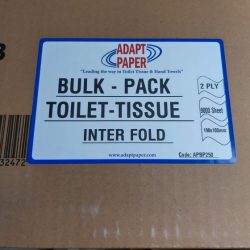 ADAPT
PAPER
"Leading the way in Toilet Tissue & Hand Towels"
BULK - PACK
2 PLY
TOILET-TISSUE
9000 Sheet
INTER FOLD
www.adaptpaper.com
Code: APBP250
32472